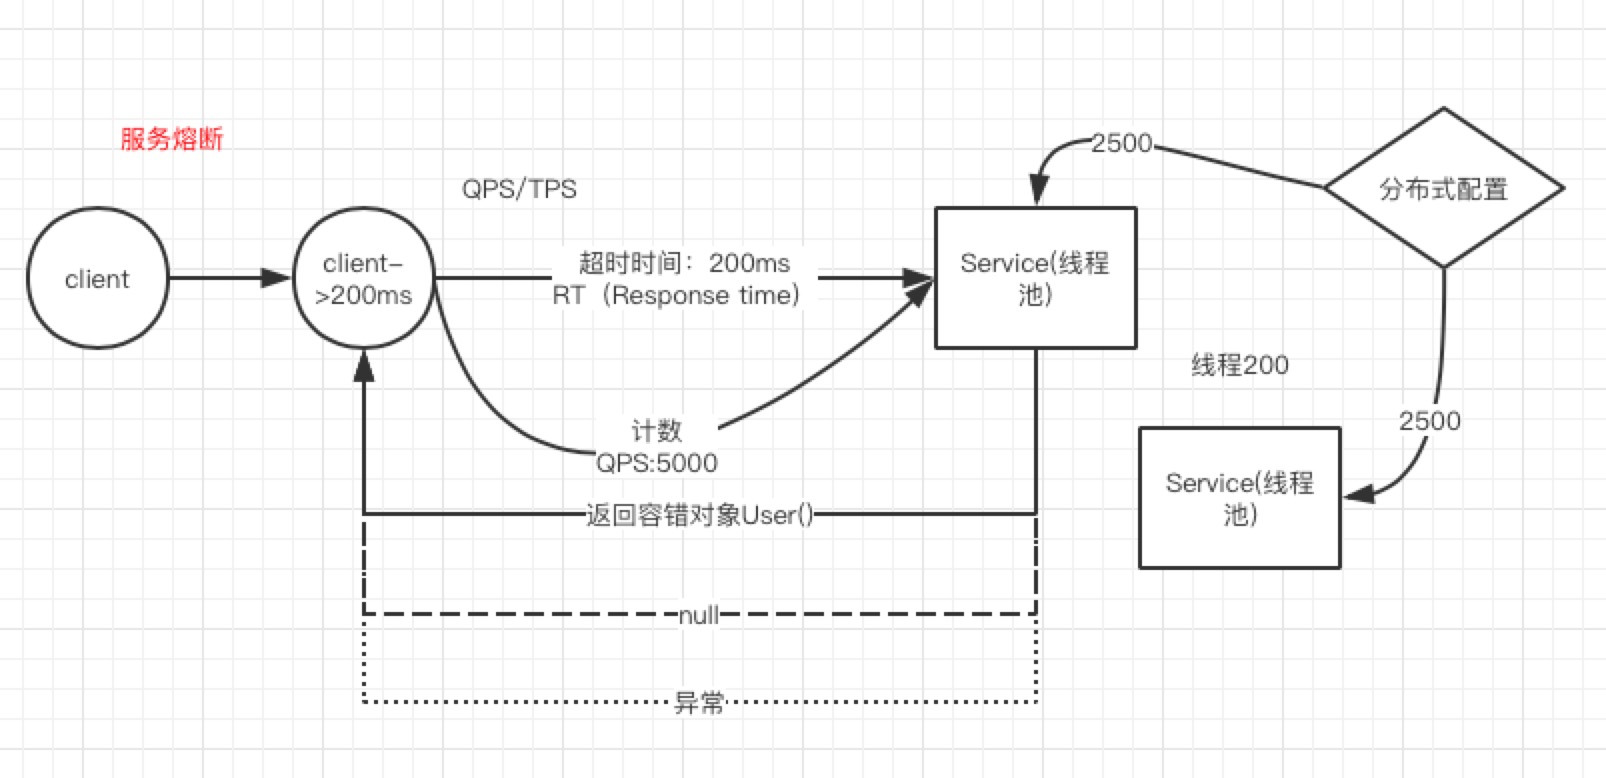 服务熔断
QPS/TPS
2500
分布式配置
client
client-
>200ms
超时时间：200ms
RT（Response time）
Service(线程
池)
线程200
计数
QPS:5000
2500
Service(线程
池)
返回容错对象User()
null
异常